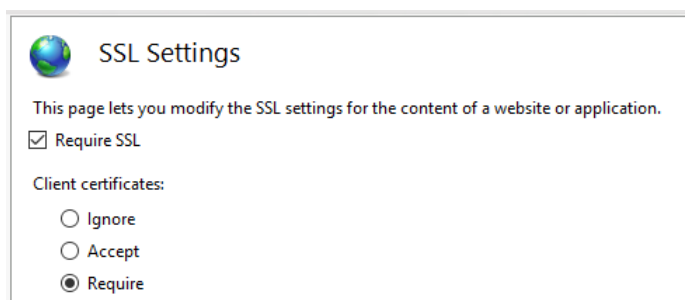 SSL Settings
This page lets you modify the SSL settings for the content of a website or application.
Require SSL
Client certificates:
Ignore
Accept
Require